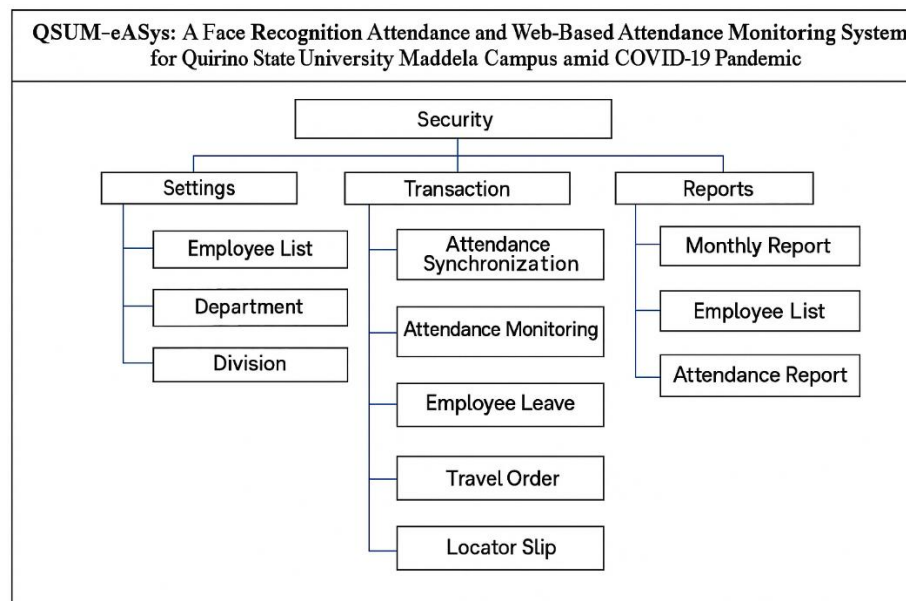 QSUM-eASys: A Face Recognition Attendance and Web-Based Attendance Monitoring System
for Quirino State University Maddela Campus amid COVID-19 Pandemic
Security
Settings
Transaction
Reports
Employee List
Department
Division
Attendance
Synchronization
Attendance Monitoring
Employee Leave
Travel Order
Locator Slip
Monthly Report
Employee List
Attendance Report